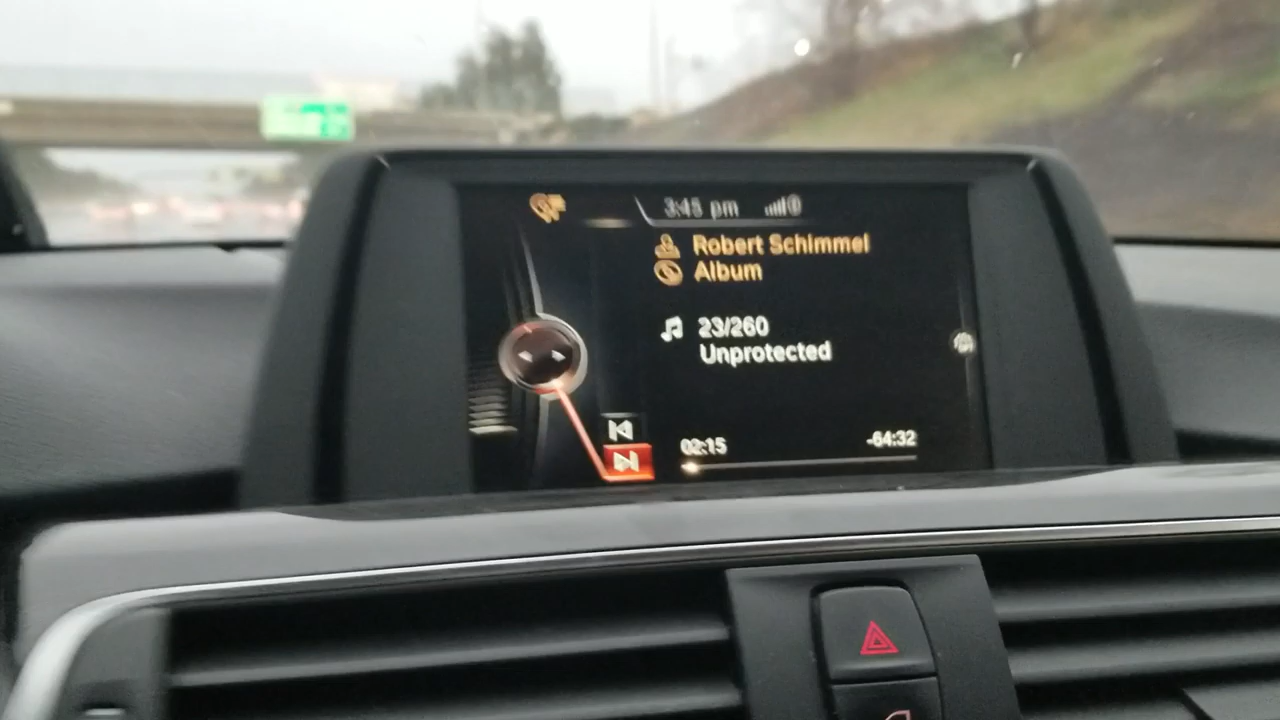 3:45 pm
Robert Schimmel
Album
23/260
Unprotected
02:15
-64:32